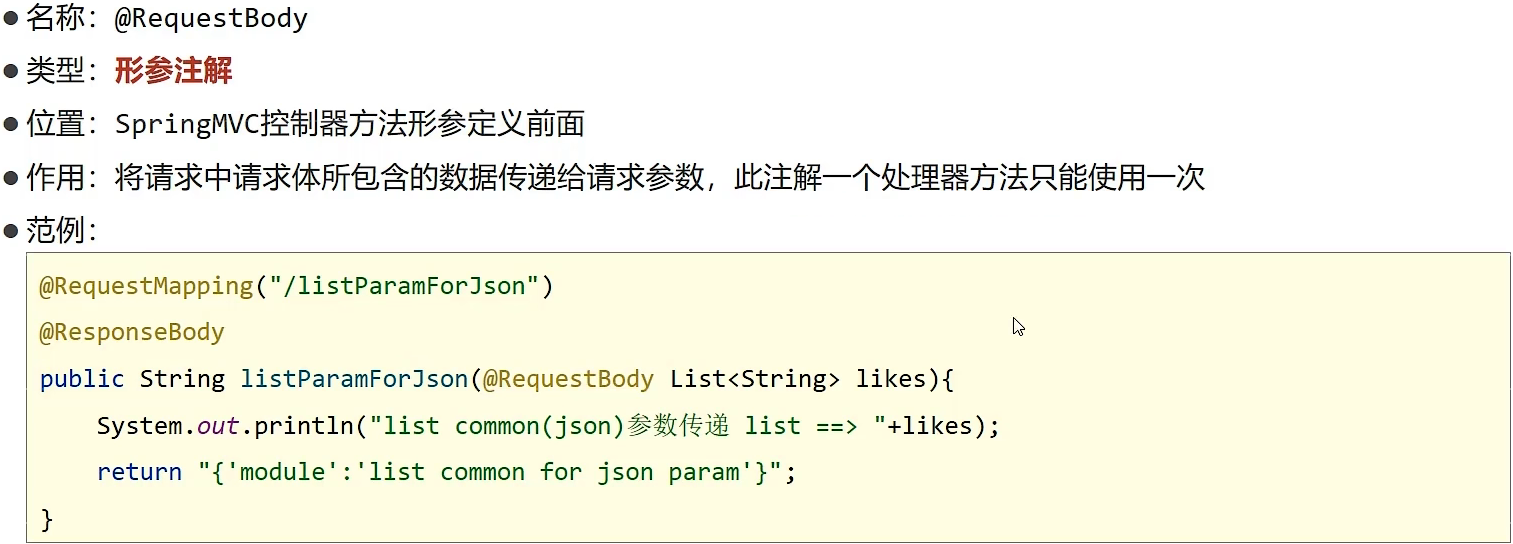 ● 名称：@RequestBody
● 类型：形参注解
● 位置：SpringMVC控制器方法形参定义前面
● 作用：将请求中请求体所包含的数据传递给请求参数，此注解一个处理器方法只能使用一次
● 范例：
@RequestMapping("/listParamForJson")
@ResponseBody
public String listParamForJson(@RequestBody List<String> likes){
    System.out.println("list common(json)参数传递 list ==> "+likes);
    return "{'module':'list common for json param'}";
}